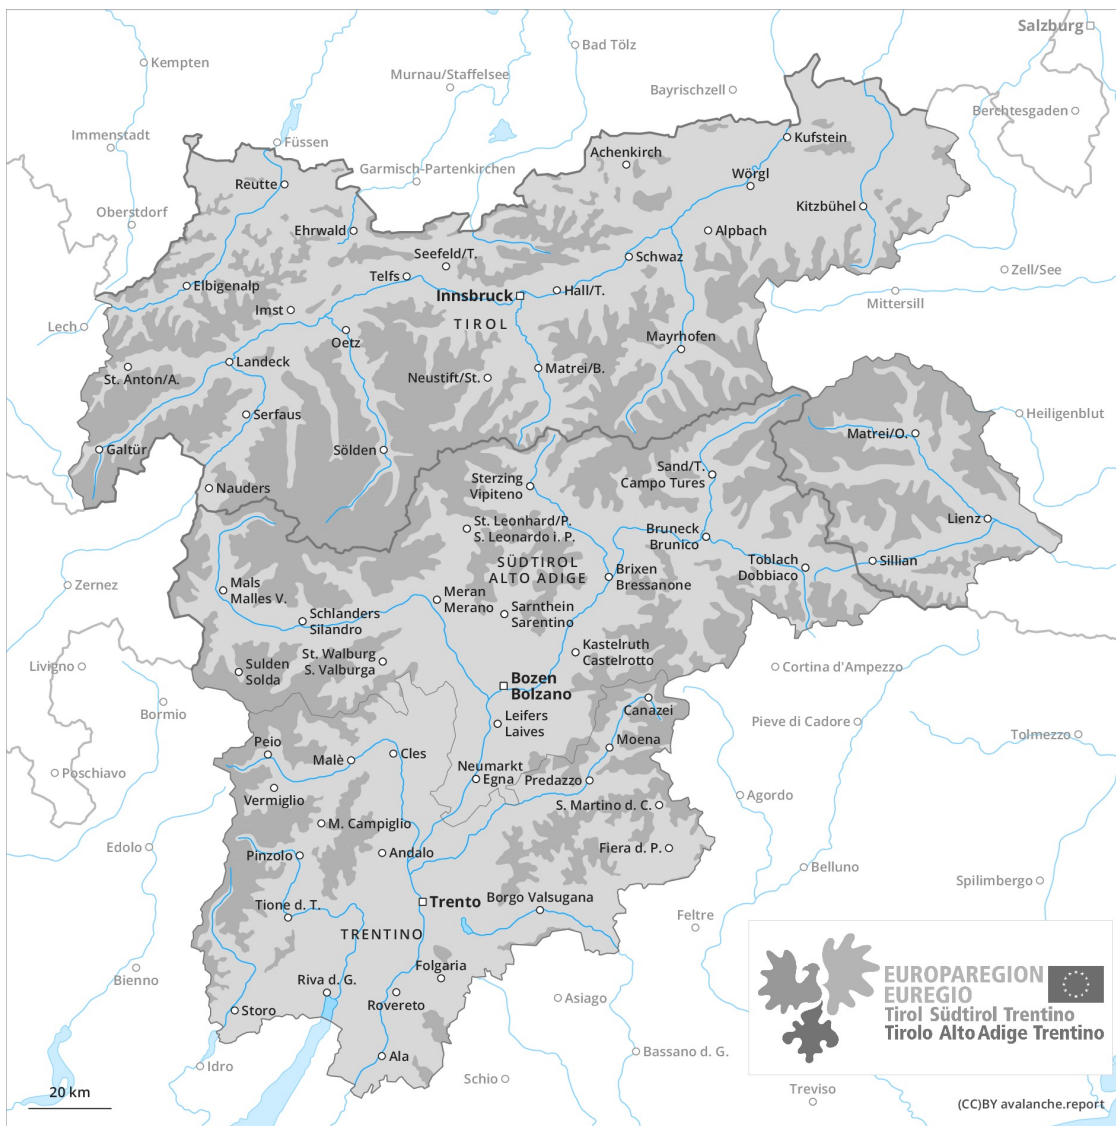 Salzburg
Kempten
Bad Tölz
Murnau/Staffelsee
Bayrischzell
Berchtesgaden
Immenstadt
Füssen
Kufstein
Achenkirch
Garmisch-Partenkirchen
Wörgl
Reutte
Oberstdorf
Kitzbühel
Ehrwald
Alpbach
Seefeld/T.
Schwaz
Zell/See
Telfs
Elbigenalp
Innsbruck
Hall/T.
Mittersill
Imst
TIROL
Lech
Oetz
Mayrhofen
Landeck
Matrei/B.
St. Anton/A.
Neustift/St.
Serfaus
Heiligenblut
Matrei/O.
Galtür
Sölden
Sand/T.
Campo Tures
Sterzing
Vipiteno
Nauders
St. Leonhard/P.
S. Leonardo i. P.
Lienz
Bruneck
Brunico
SÜDTIROL
ALTO ADIGE
Toblach
Dobbiaco
Sillian
Brixen
Bressanone
Zernez
Mals
Malles V.
Meran
Merano
Schlanders
Silandro
Sarnthein
Sarentino
Kastelruth
Castelrotto
St. Walburg
S. Valburga
Livigno
Sulden
Solda
Cortina d'Ampezzo
Bozen
Bolzano
Bormio
Canazei
Leifers
Laives
Pieve di Cadore
Tolmezzo
Peio
Moena
Malè
Cles
Neumarkt
Egna
Predazzo
Poschiavo
Vermiglio
S. Martino d. C.
Agordo
M. Campiglio
Edolo
Pinzolo
Andalo
Fiera d. P.
Belluno
Spilimbergo
Tione d. T.
Trento
Borgo Valsugana
Feltre
TRENTINO
Bienno
Folgaria
Riva d. G.
Rovereto
Asiago
Storo
Ala
Bassano d. G.
Idro
Schio
Treviso
EUROPAREGION
EUREGIO
Tirol Südtirol Trentino
Tirolo Alto Adige Trentino
20 km
(CC)BY avalanche.report